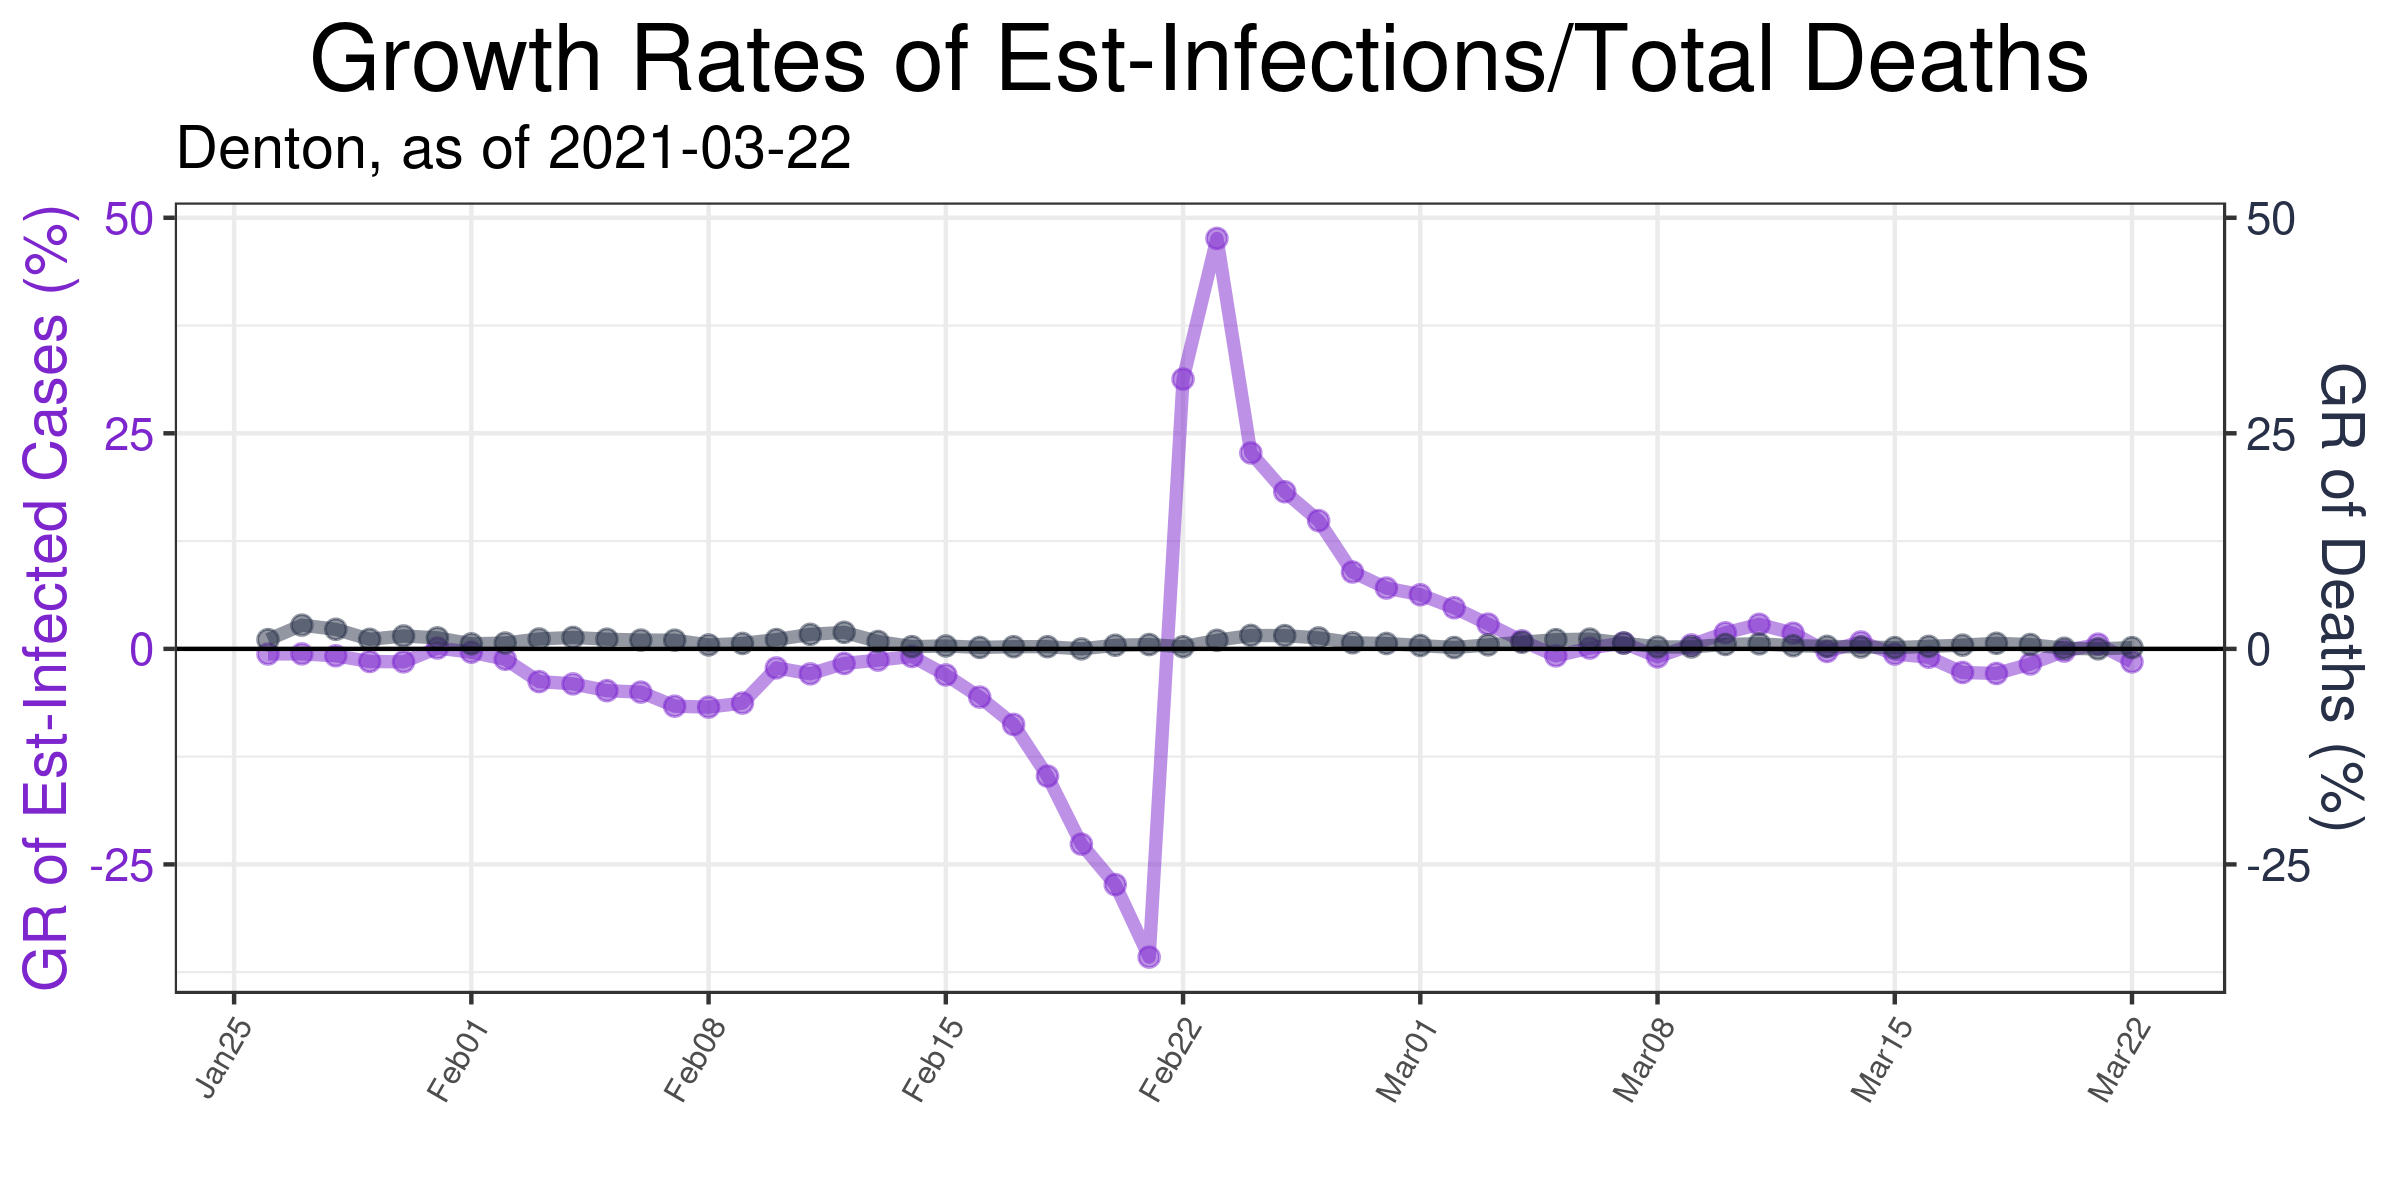 Growth Rates of Est-Infections/Total Deaths
Denton, as of 2021-03-22
GR of Est-Infected Cases (%)
50
25
0
-25
50
25
0
-25
GR of Deaths (%)
Jan25
Feb01
Feb08
Feb15
Feb22
Mar01
Mar08
Mar15
Mar22